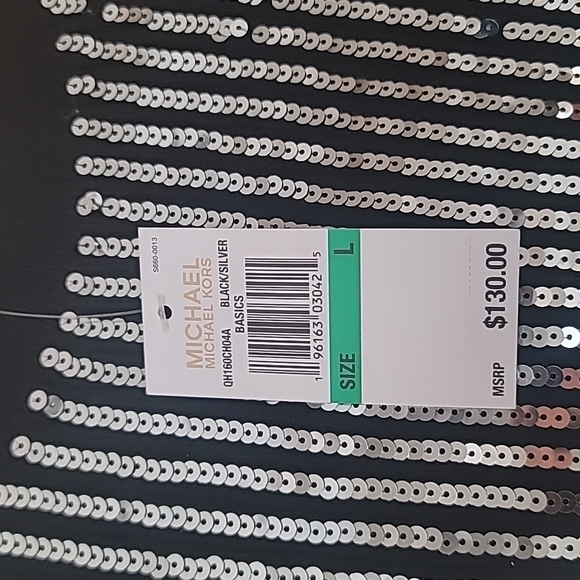 S660-0013
MICHAEL
MICHAEL KORS
QH160CH04A BLACK/SILVER
BASICS
1 96163 03042 5
SIZE L
MSRP $130.00